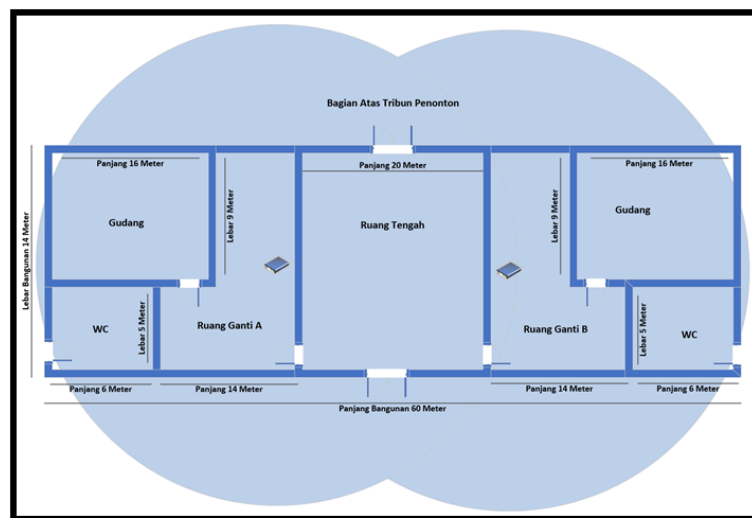 Bagian Atas Tribun Penonton
Panjang 16 Meter
Panjang 20 Meter
Panjang 16 Meter
Lebar Bangunan 14 Meter
Gudang
Lebar 9 Meter
Ruang Tengah
Lebar 9 Meter
Gudang
WC
Lebar 5 Meter
Ruang Ganti A
Ruang Ganti B
Lebar 5 Meter
WC
Panjang 6 Meter
Panjang 14 Meter
Panjang 14 Meter
Panjang 6 Meter
Panjang Bangunan 60 Meter